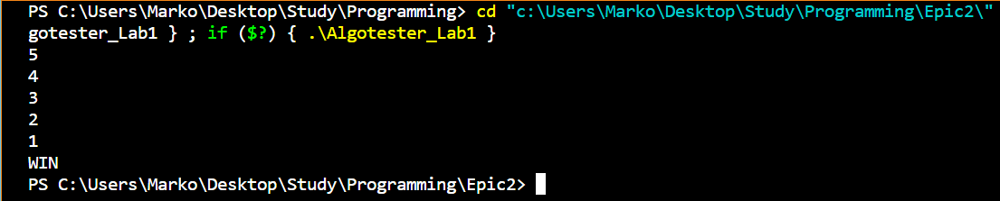 PS C:\Users\Marko\Desktop\Study\Programming> cd "c:\Users\Marko\Desktop\Study\Programming\Epic2\"
gotester_Lab1 } ; if ($?) { .\Algotester_Lab1 }
5
4
3
2
1
WIN
PS C:\Users\Marko\Desktop\Study\Programming\Epic2>